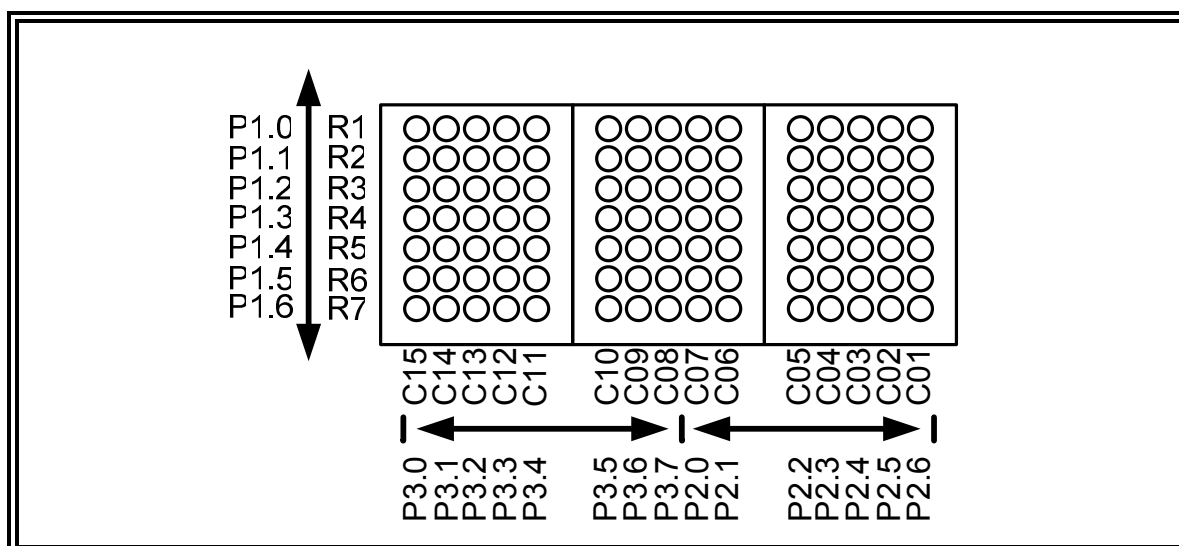 P1.0 R1
P1.1 R2
P1.2 R3
P1.3 R4
P1.4 R5
P1.5 R6
P1.6 R7
C15 C14 C13 C12 C11 C10 C09 C08 C07 C06 C05 C04 C03 C02 C01
P3.0 P3.1 P3.2 P3.3 P3.4 P3.5 P3.6 P3.7 P2.0 P2.1 P2.2 P2.3 P2.4 P2.5 P2.6